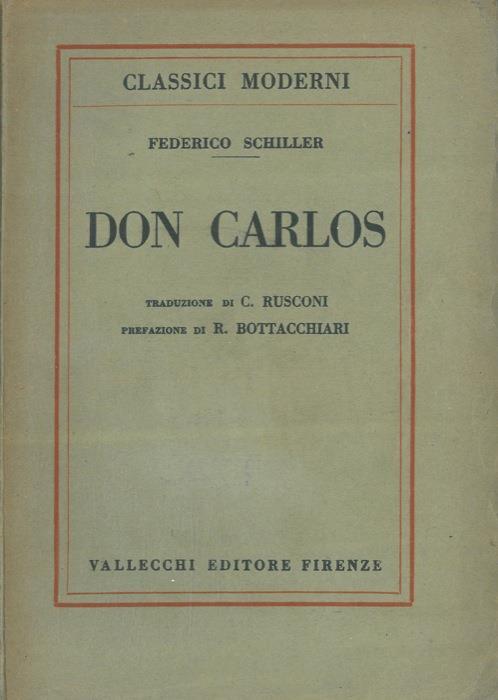 CLASSICI MODERNI
FEDERICO SCHILLER
DON CARLOS
TRADUZIONE DI C. RUSCONI
PREFAZIONE DI R. BOTTACCHIARI
VALLECCHI EDITORE FIRENZE